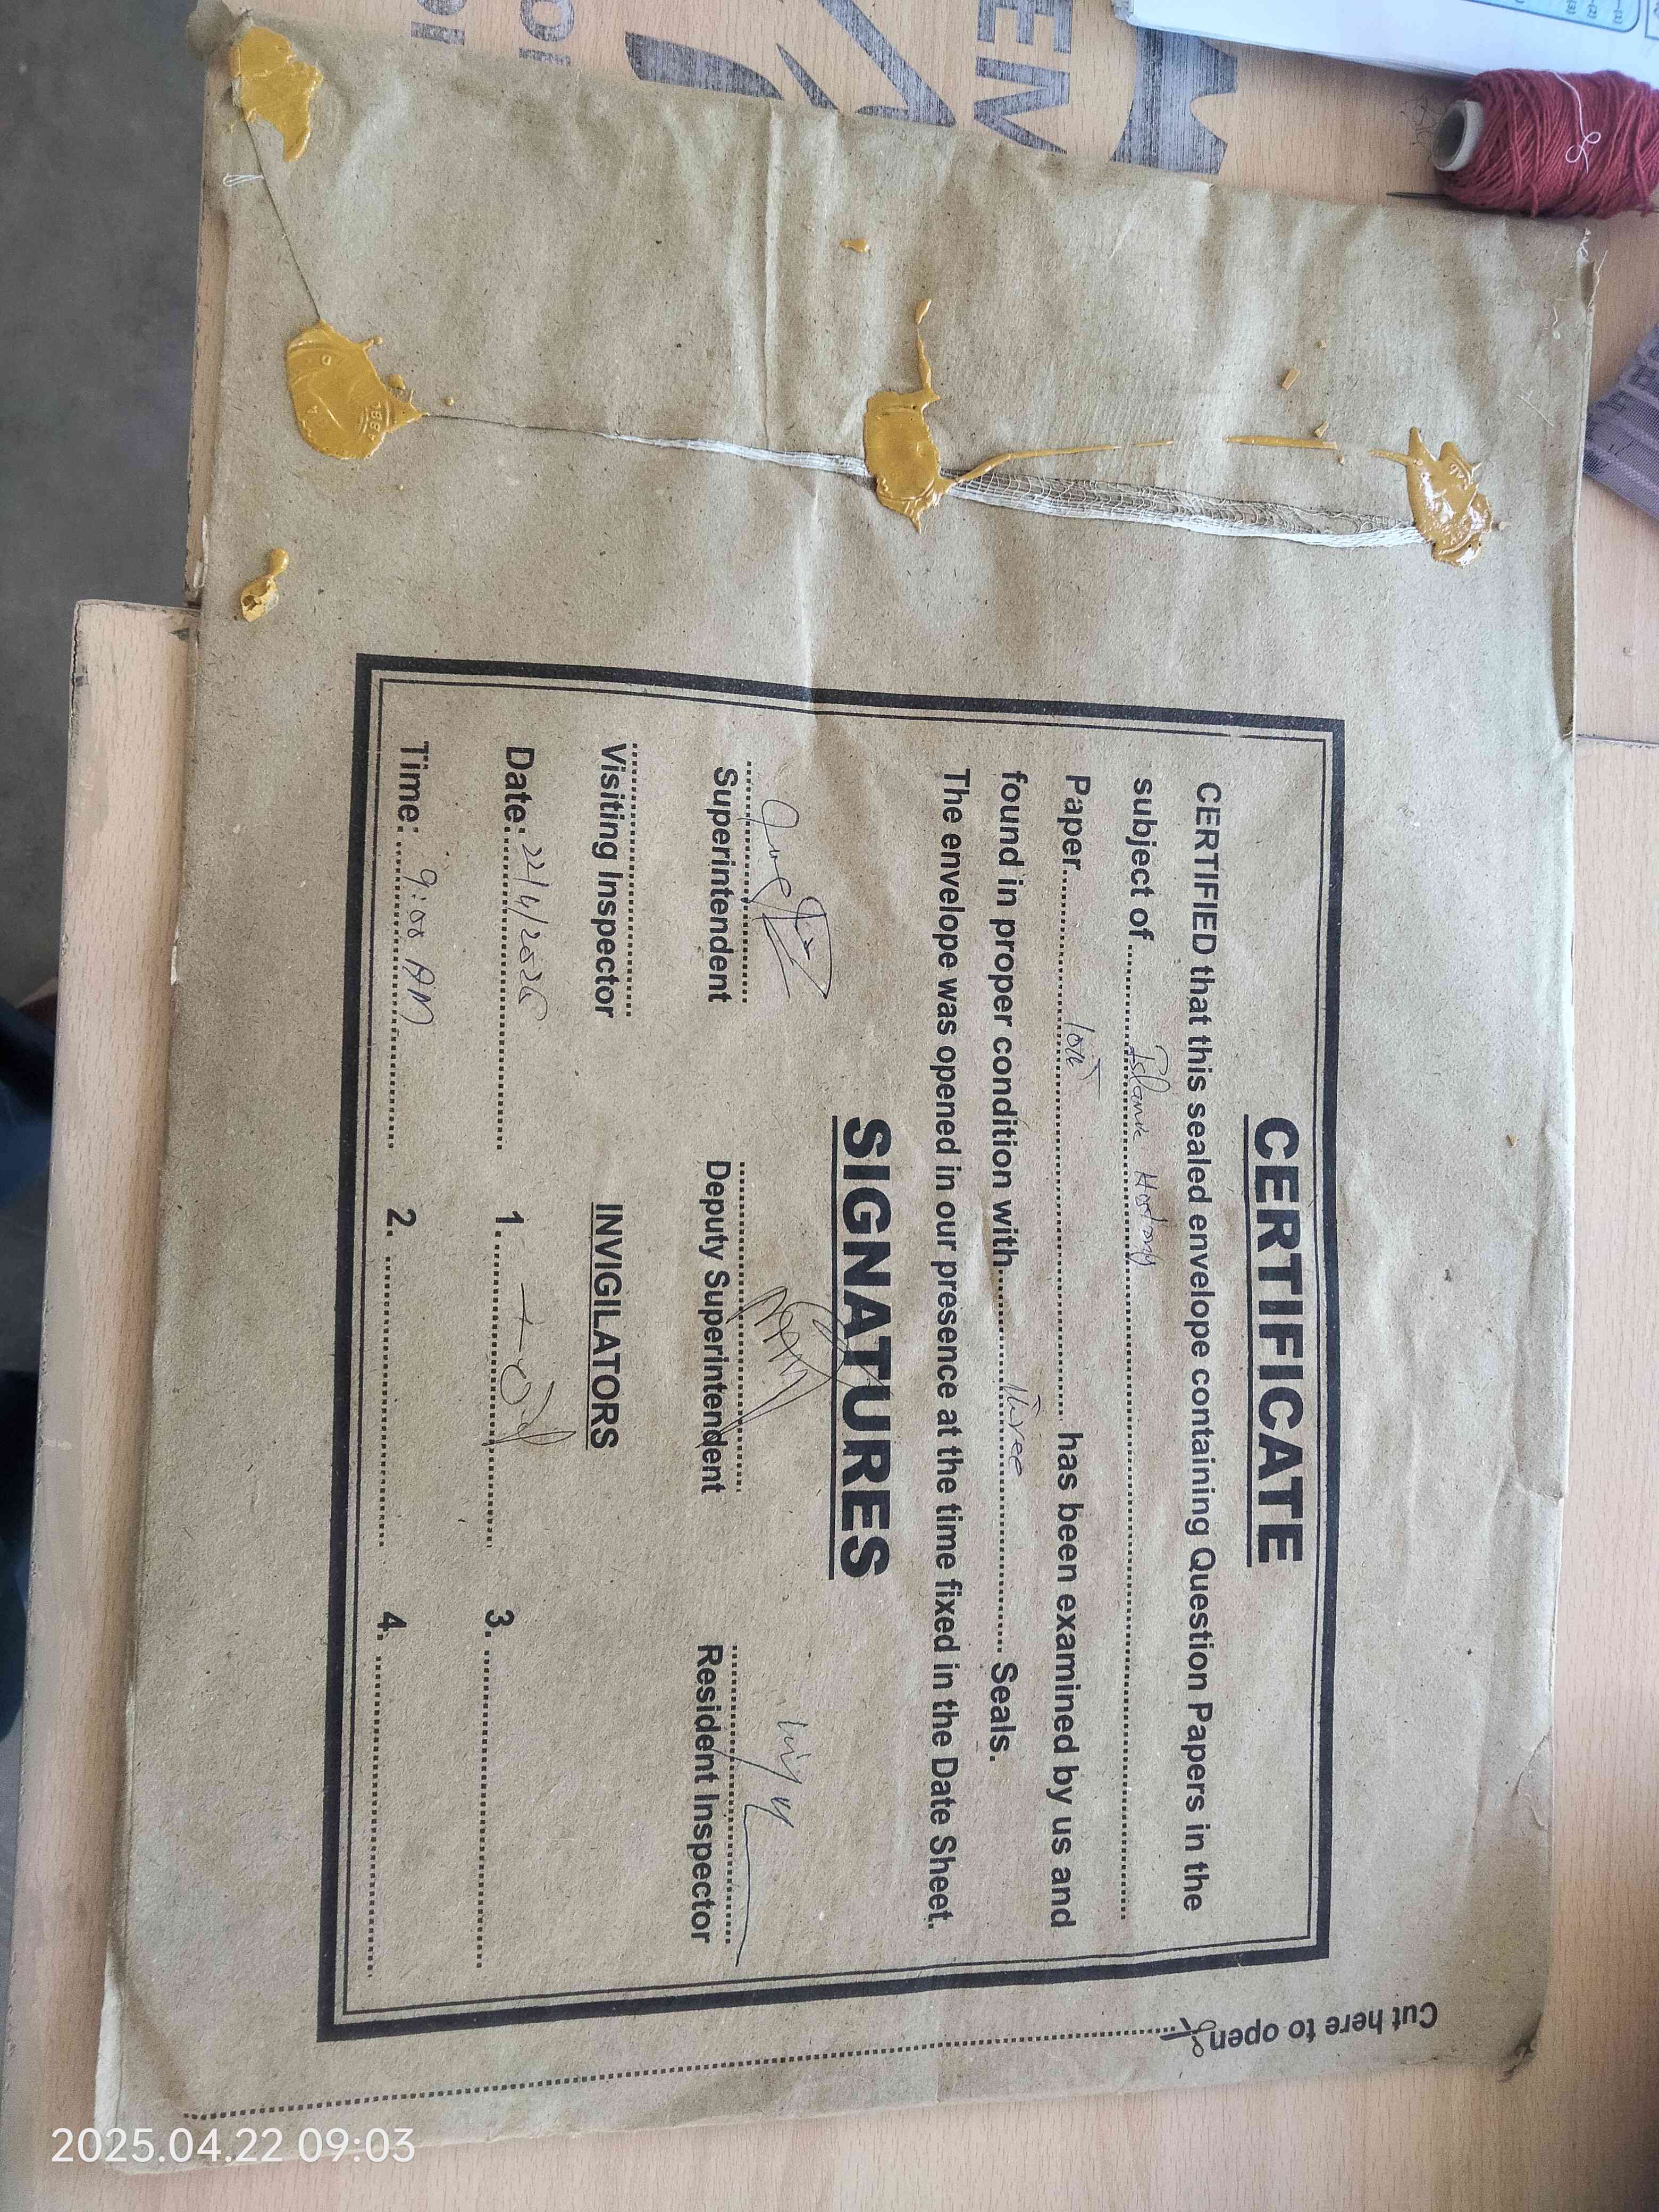 CERTIFICATE
CERTIFIED that this sealed envelope containing Question Papers in the
subject of ........ Islamic History ........
Paper........ 10th ........ has been examined by us and
found in proper condition with........ Three ........ Seals.
The envelope was opened in our presence at the time fixed in the Date Sheet.
SIGNATURES
Superintendent Deputy Superintendent Resident Inspector
Visiting Inspector INVIGILATORS
Date:... 22/4/2025 ........ 1. ........ 3. ........
Time:... 9:00 AM ........ 2. ........ 4. ........
Cut here to open
2025.04.22 09:03